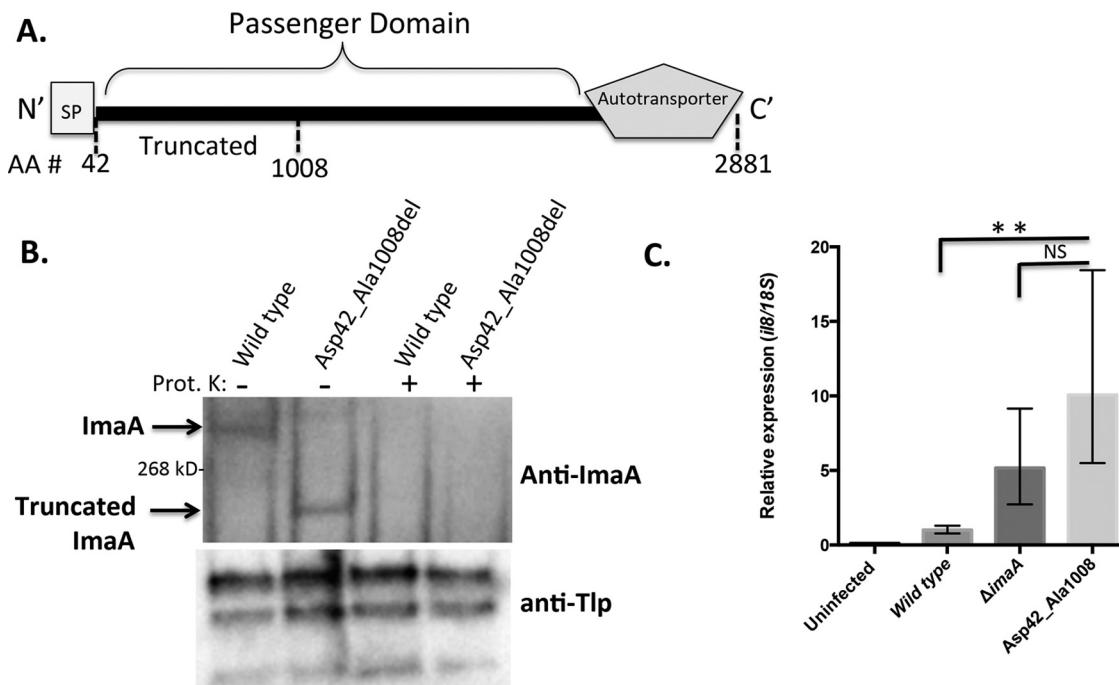 A.
Passenger Domain
N’ SP Autotransporter C’
Truncated
AA # 42 1008 2881
B.
Wild type
Asp42_Ala1008del
Wild type
Asp42_Ala1008del
Prot. K: - - + +
ImaA
268 kD-
Truncated
ImaA
Anti-ImaA
anti-Tlp
C.
* *
NS
Relative expression (il8/18S)
20
15
10
5
0
Uninfected
Wild type
ΔimaA
Asp42_Ala1008